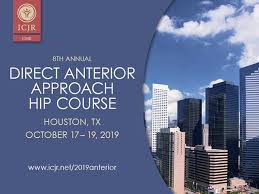 ICJR
8TH ANNUAL
DIRECT ANTERIOR
APPROACH
HIP COURSE
HOUSTON, TX
OCTOBER 17 – 19, 2019
www.icjr.net/2019anterior